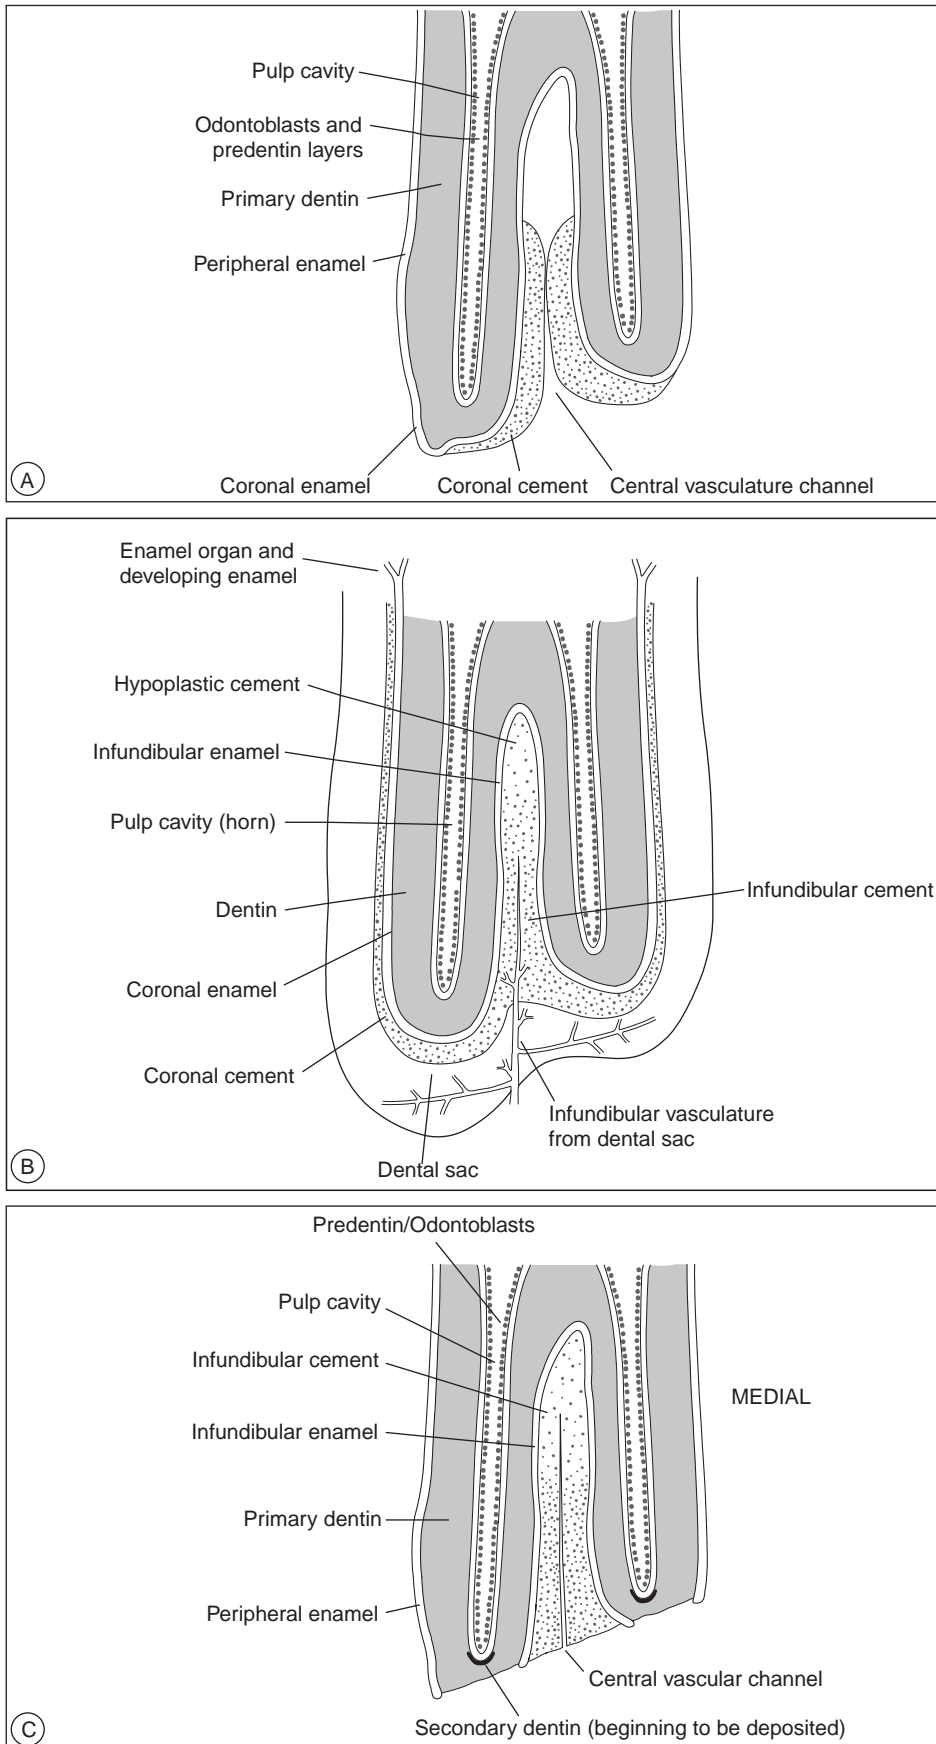 Pulp cavity
Odontoblasts and
predentin layers
Primary dentin
Peripheral enamel
Coronal enamel
Coronal cement
Central vasculature channel
A
Enamel organ and
developing enamel
Hypoplastic cement
Infundibular enamel
Pulp cavity (horn)
Infundibular cement
Dentin
Coronal enamel
Coronal cement
Infundibular vasculature
from dental sac
Dental sac
B
Predentin/Odontoblasts
Pulp cavity
Infundibular cement
MEDIAL
Infundibular enamel
Primary dentin
Peripheral enamel
Central vascular channel
Secondary dentin (beginning to be deposited)
C